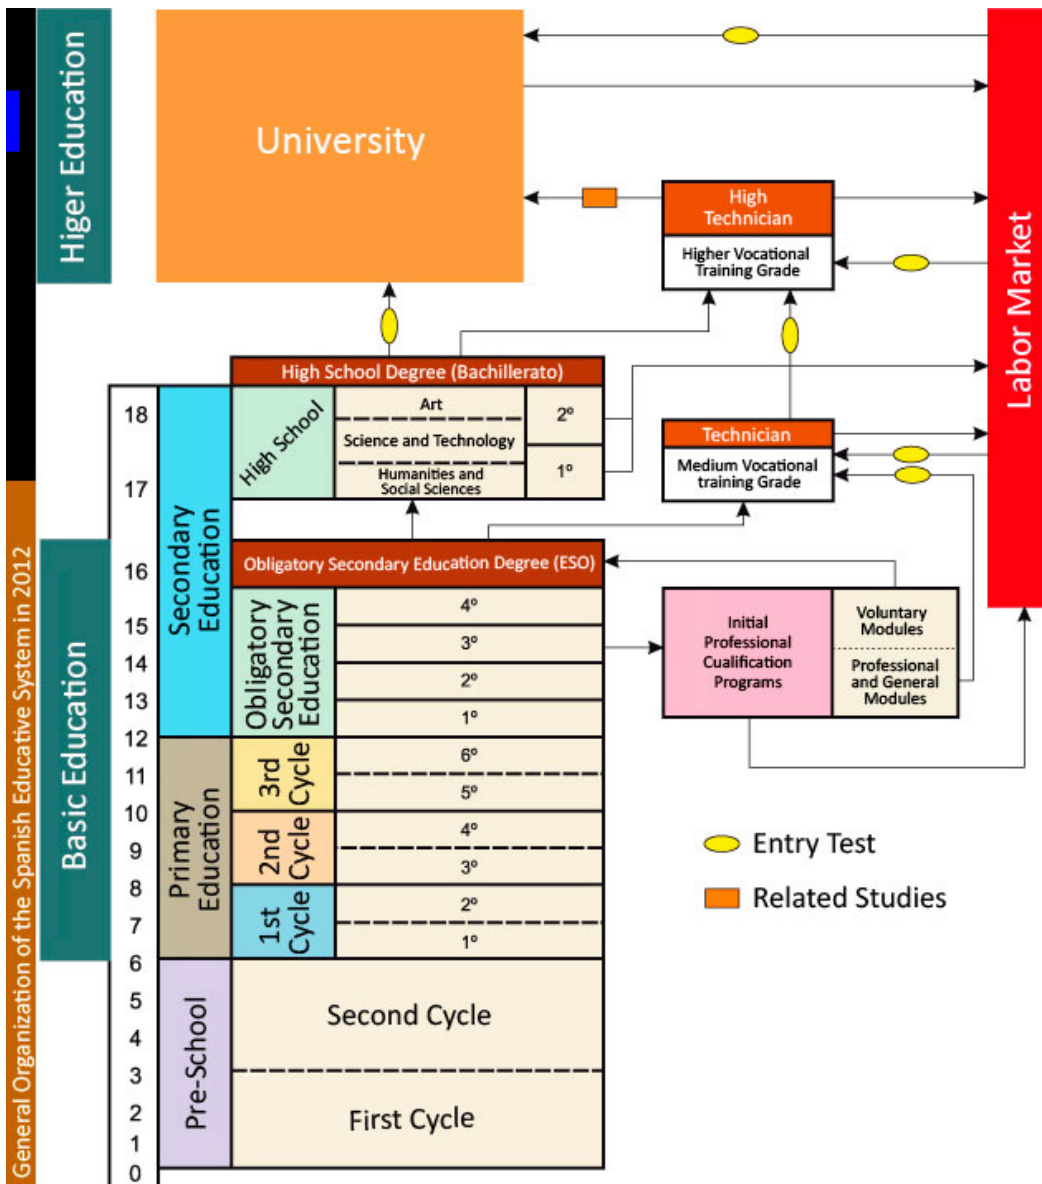 General Organization of the Spanish Educative System in 2012
Higer Education
Basic Education
University
Labor Market
High
Technician
Higher Vocational
Training Grade
High School Degree (Bachillerato)
High School
Art
Science and Technology
Humanities and
Social Sciences
2º
1º
Technician
Medium Vocational
training Grade
Secondary
Education
Obligatory Secondary Education Degree (ESO)
Obligatory
Secondary
Education
4º
3º
2º
1º
Initial
Professional
Cualification
Programs
Voluntary
Modules
Professional
and General
Modules
Primary
Education
3rd
Cycle
6º
5º
2nd
Cycle
4º
3º
1st
Cycle
2º
1º
Pre-School
Second Cycle
First Cycle
18
17
16
15
14
13
12
11
10
9
8
7
6
5
4
3
2
1
0
Entry Test
Related Studies